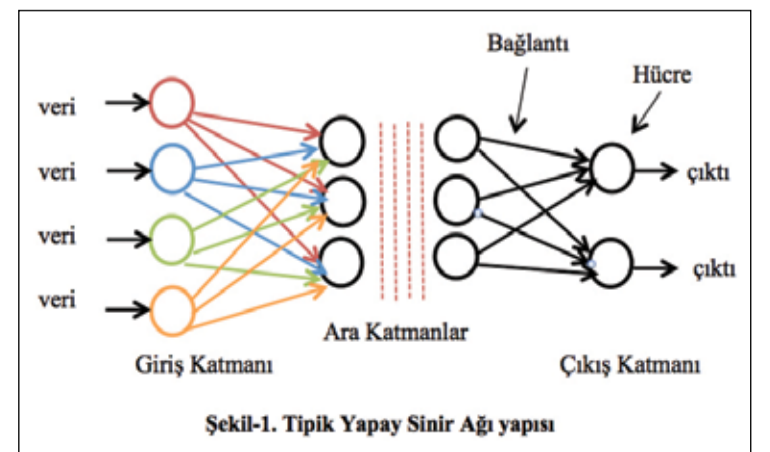 Bağlantı
Hücre
veri
veri
çıktı
veri
çıktı
veri
Ara Katmanlar
Giriş Katmanı
Çıkış Katmanı
Şekil-1. Tipik Yapay Sinir Ağı yapısı